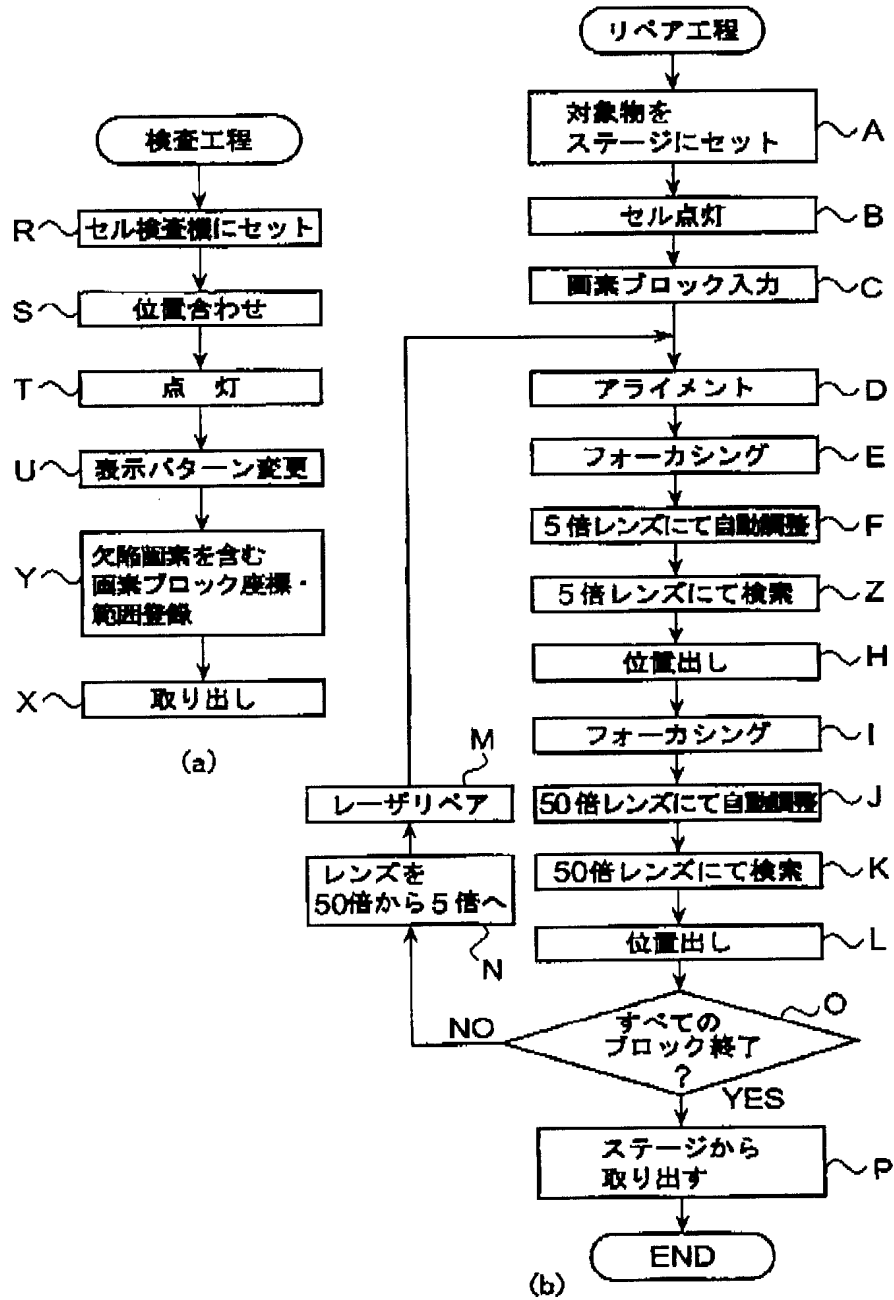 検査工程
R
セル検査機にセット
S
位置合わせ
T
点 灯
U
表示パターン変更
Y
欠陥画素を含む
画素ブロック座標・
範囲登録
X
取り出し
(a)
リペア工程
対象物を
ステージにセット
A
セル点灯
B
画素ブロック入力
C
アライメント
D
フォーカシング
E
5倍レンズにて自動調整
F
5倍レンズにて検索
Z
位置出し
H
フォーカシング
I
50倍レンズにて自動調整
J
50倍レンズにて検索
K
位置出し
L
すべての
ブロック終了
?
O
NO
YES
M
レーザリペア
レンズを
50倍から5倍へ
N
ステージから
取り出す
P
END
(b)